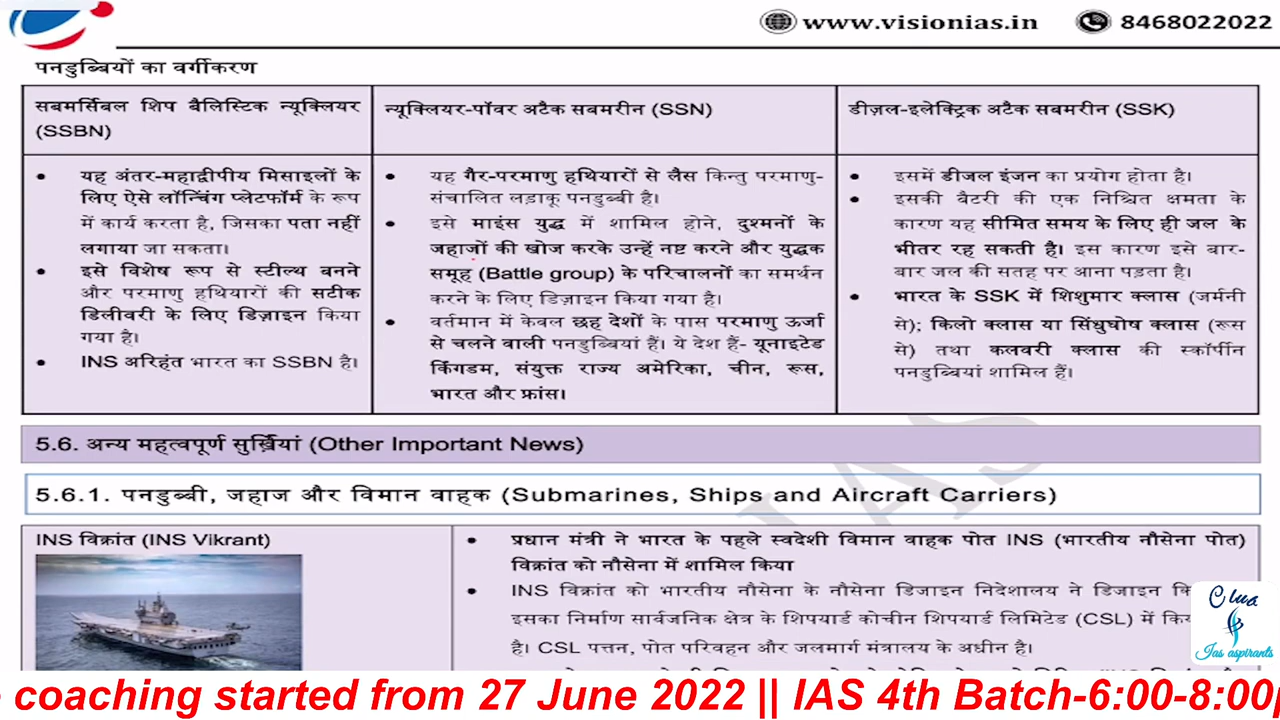 www.visionias.in 8468022022
पनडुब्बियों का वर्गीकरण
सबमर्सिबल शिप बैलिस्टिक न्यूक्लियर
(SSBN)
यह अंतर-महाद्वीपीय मिसाइलों के
लिए ऐसे लॉन्चिंग प्लेटफॉर्म के रूप
में कार्य करता है, जिसका पता नहीं
लगाया जा सकता।
इसे विशेष रूप से स्टील्थ बनने
और परमाणु हथियारों की सटीक
डिलीवरी के लिए डिज़ाइन किया
गया है।
INS अरिहंत भारत का SSBN है।
न्यूक्लियर-पॉवर अटैक सबमरीन (SSN)
यह गैर-परमाणु हथियारों से लैस किन्तु परमाणु-
संचालित लड़ाकू पनडुब्बी है।
इसे माइंस युद्ध में शामिल होने, दुश्मनों के
जहाजों की खोज करके उन्हें नष्ट करने और युद्धक
समूह (Battle group) के परिचालनों का समर्थन
करने के लिए डिज़ाइन किया गया है।
वर्तमान में केवल छह देशों के पास परमाणु ऊर्जा
से चलने वाली पनडुब्बियां हैं। ये देश हैं- यूनाइटेड
किंगडम, संयुक्त राज्य अमेरिका, चीन, रूस,
भारत और फ्रांस।
डीज़ल-इलेक्ट्रिक अटैक सबमरीन (SSK)
इसमें डीजल इंजन का प्रयोग होता है।
इसकी बैटरी की एक निश्चित क्षमता के
कारण यह सीमित समय के लिए ही जल के
भीतर रह सकती है। इस कारण इसे बार-
बार जल की सतह पर आना पड़ता है।
भारत के SSK में शिशुमार क्लास (जर्मनी
से); किलो क्लास या सिंधुघोष क्लास (रूस
से) तथा कलवरी क्लास की स्कॉर्पीन
पनडुब्बियां शामिल हैं।
5.6. अन्य महत्वपूर्ण सुर्ख़ियां (Other Important News)
5.6.1. पनडुब्बी, जहाज और विमान वाहक (Submarines, Ships and Aircraft Carriers)
INS विक्रांत (INS Vikrant)
प्रधान मंत्री ने भारत के पहले स्वदेशी विमान वाहक पोत INS (भारतीय नौसेना पोत)
विक्रांत को नौसेना में शामिल किया
INS विक्रांत को भारतीय नौसेना के नौसेना डिजाइन निदेशालय ने डिजाइन
इसका निर्माण सार्वजनिक क्षेत्र के शिपयार्ड कोचीन शिपयार्ड लिमिटेड (CSL) में
है। CSL पत्तन, पोत परिवहन और जलमार्ग मंत्रालय के अधीन है।
IAS
Ias aspirants
coaching started from 27 June 2022 || IAS 4th Batch-6:00-8:00p